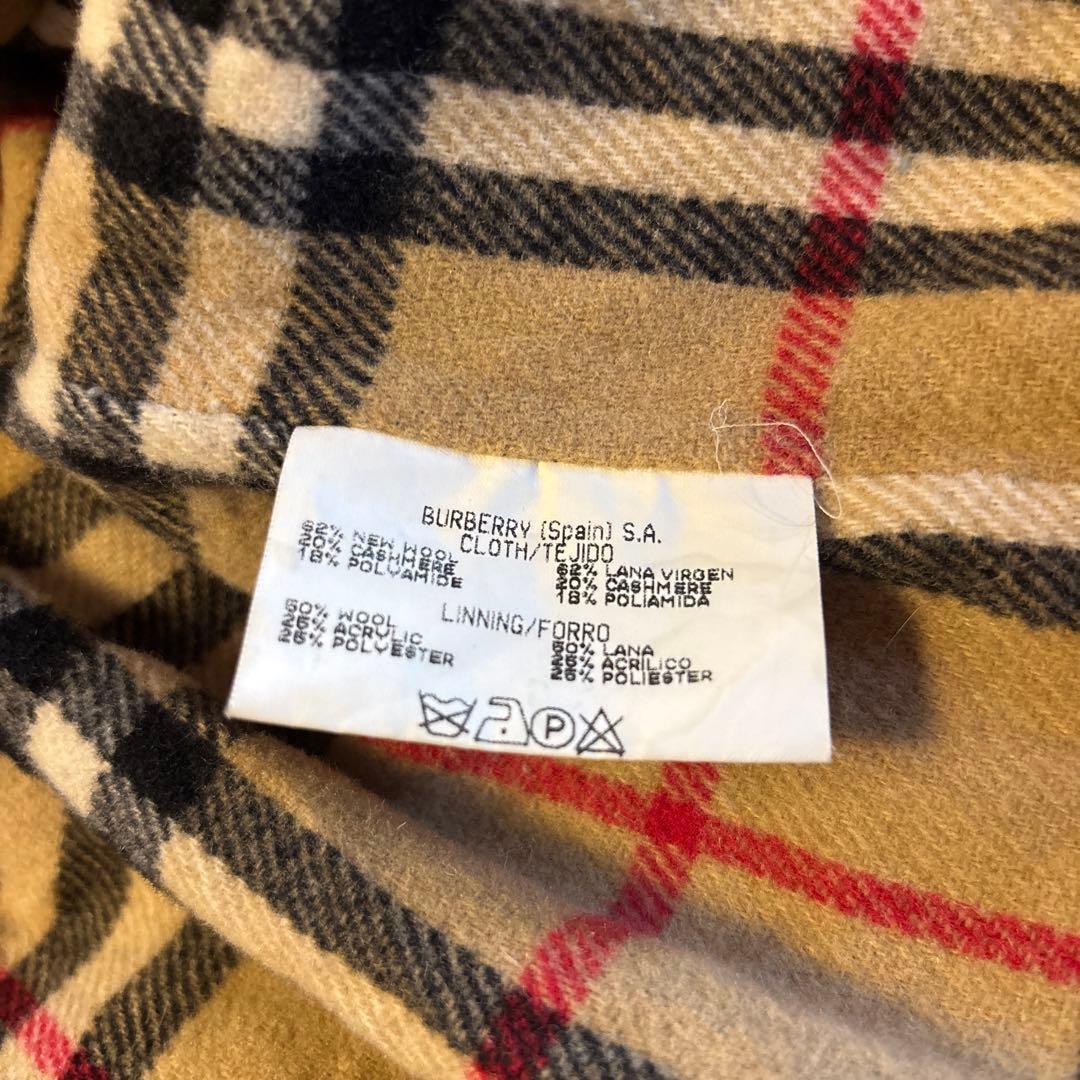 BURBERRY (Spain) S.A.
CLOTH/TEJIDO
62% NEW WOOL
20% CASHMERE
18% POLYAMIDE
62% LANA VIRGEN
20% CASHMERE
18% POLIAMIDA
LINNING/FORRO
50% WOOL
25% ACRYLIC
25% POLYESTER
50% LANA
25% ACRILICO
25% POLIESTER
P